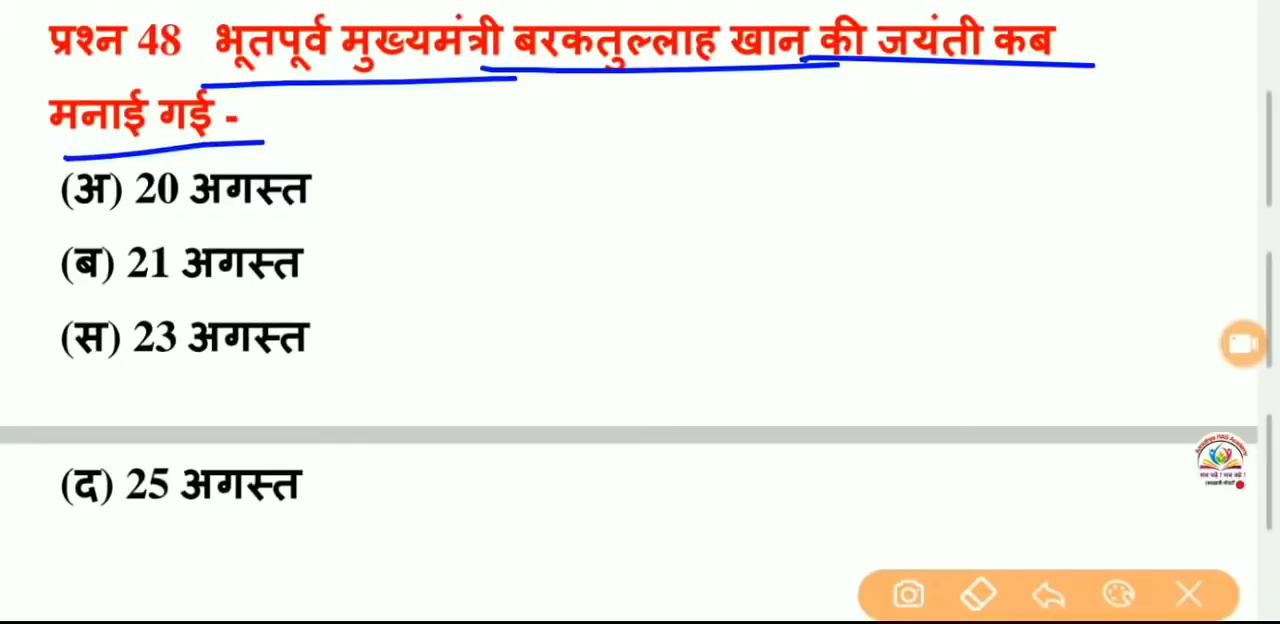 प्रश्न 48 भूतपूर्व मुख्यमंत्री बरकतुल्लाह खान की जयंती कब
मनाई गई -
(अ) 20 अगस्त
(ब) 21 अगस्त
(स) 23 अगस्त
(द) 25 अगस्त